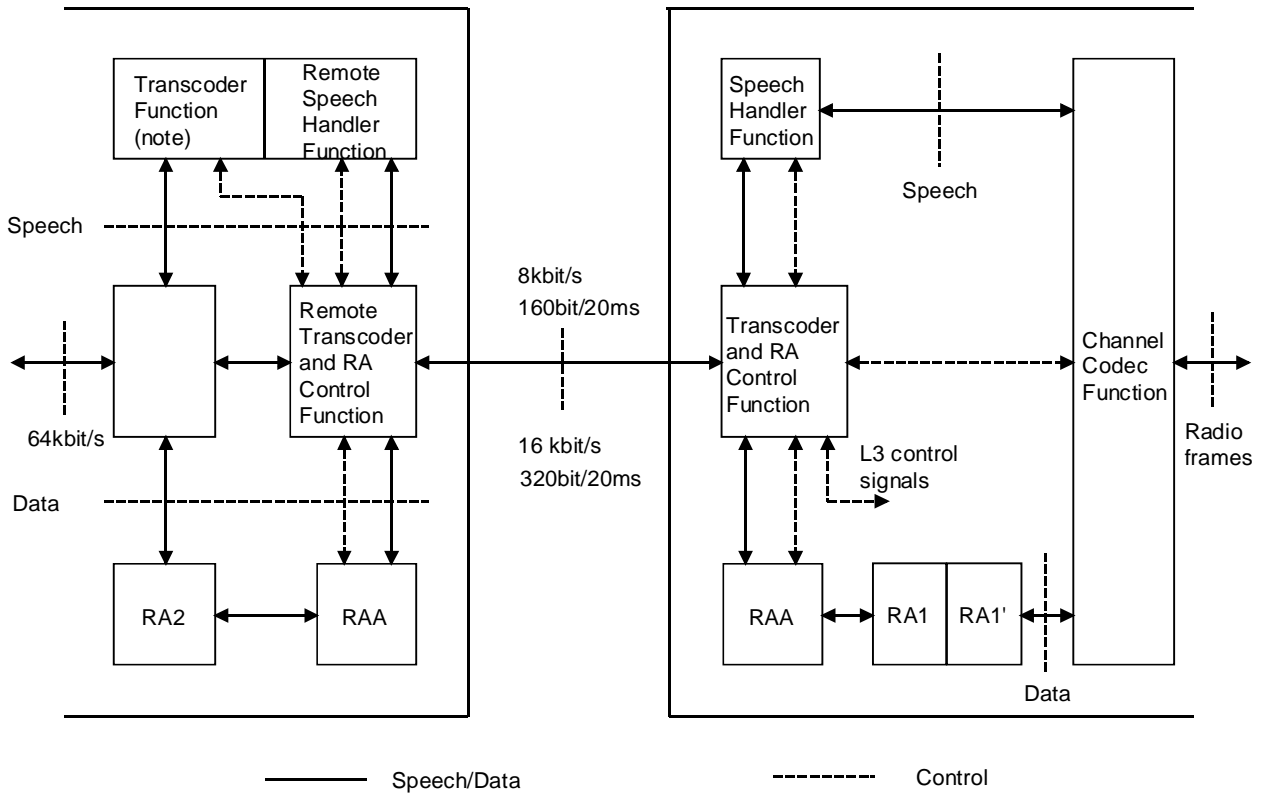 Transcoder
Function
(note)
Remote
Speech
Handler
Function
Speech
Handler
Function
Speech
Speech
8kbit/s
160bit/20ms
Remote
Transcoder
and RA
Control
Function
Transcoder
and RA
Control
Function
Channel
Codec
Function
64kbit/s
16 kbit/s
320bit/20ms
L3 control
signals
Radio
frames
Data
RA2
RAA
RAA
RA1
RA1'
Data
Speech/Data
Control